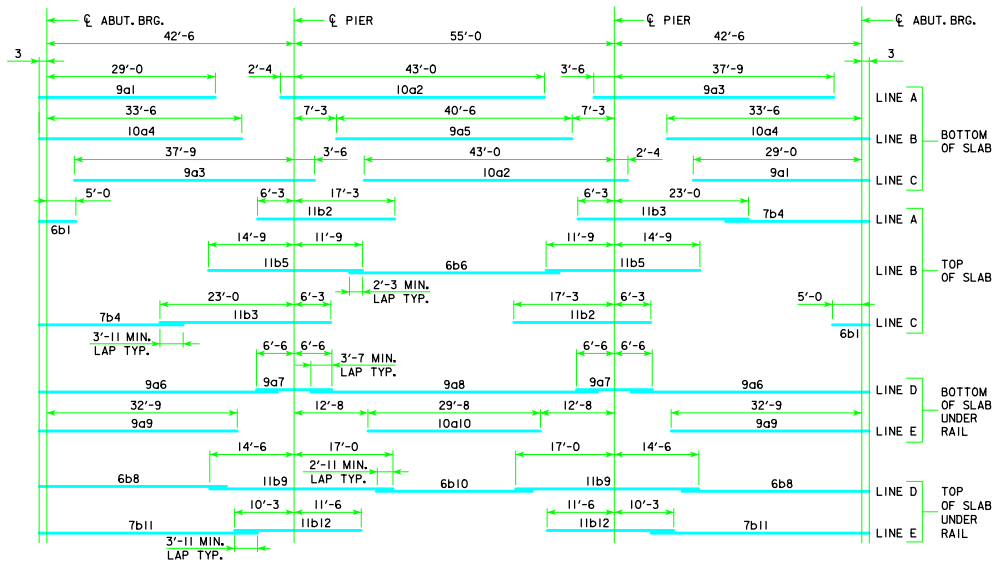 ℄ ABUT. BRG. ℄ PIER ℄ PIER ℄ ABUT. BRG.
42'-6 55'-0 42'-6
3 3
29'-0 2'-4 43'-0 3'-6 37'-9
9a1 10a2 9a3 LINE A
33'-6 7'-3 40'-6 7'-3 33'-6
10a4 9a5 10a4 LINE B
BOTTOM
OF SLAB
37'-9 3'-6 43'-0 2'-4 29'-0
9a3 10a2 9a1 LINE C
5'-0 6'-3 17'-3 6'-3 23'-0
6b1 11b2 11b3 7b4 LINE A
14'-9 11'-9 11'-9 14'-9
11b5 6b6 11b5 LINE B
TOP
OF SLAB
2'-3 MIN.
LAP TYP.
23'-0 6'-3 17'-3 6'-3 5'-0
7b4 11b3 11b2 6b1 LINE C
3'-11 MIN.
LAP TYP.
6'-6 6'-6 3'-7 MIN.
LAP TYP.
6'-6 6'-6
9a6 9a7 9a8 9a7 9a6 LINE D
32'-9 12'-8 29'-8 12'-8 32'-9
9a9 10a10 9a9 LINE E
BOTTOM
OF SLAB
UNDER
RAIL
14'-6 17'-0 17'-0 14'-6
2'-11 MIN.
LAP TYP.
6b8 11b9 6b10 11b9 6b8 LINE D
10'-3 11'-6 11'-6 10'-3
7b11 11b12 11b12 7b11 LINE E
TOP
OF SLAB
UNDER
RAIL
3'-11 MIN.
LAP TYP.